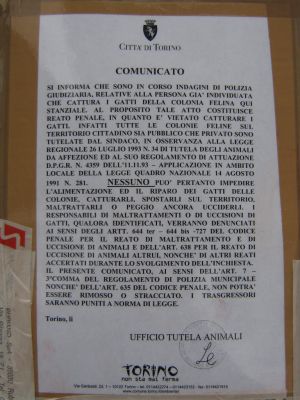 CITTÀ DI TORINO
COMUNICATO
SI INFORMA CHE SONO IN CORSO INDAGINI DI POLIZIA
GIUDIZIARIA, RELATIVE ALLA PERSONA GIA' INDIVIDUATA
CHE CATTURA I GATTI DELLA COLONIA FELINA QUI
STANZIALE. AL PROPOSITO TALE ATTO COSTITUISCE
REATO PENALE, IN QUANTO E' VIETATO CATTURARE I
GATTI. INFATTI TUTTE LE COLONIE FELINE SUL
TERRITORIO CITTADINO SIA PUBBLICO CHE PRIVATO SONO
TUTELATE DAL SINDACO, IN OSSERVANZA ALLA LEGGE
REGIONALE 26 LUGLIO 1993 N. 34 DI TUTELA DEGLI ANIMALI
DA AFFEZIONE ED AL SUO REGOLAMENTO DI ATTUAZIONE
D.P.G.R. N. 4359 DELL'11.11.93 – APPLICAZIONE IN AMBITO
LOCALE DELLA LEGGE QUADRO NAZIONALE 14 AGOSTO
1991 N. 281. NESSUNO PUO' PERTANTO IMPEDIRE
L'ALIMENTAZIONE ED IL RIPARO DEI GATTI DELLE
COLONIE, CATTURARLI, SPOSTARLI SUL TERRITORIO,
MALTRATTARLI O PEGGIO ANCORA UCCIDERLI. I
RESPONSABILI DI MALTRATTAMENTO O DI UCCISIONI DI
GATTI, QUALORA IDENTIFICATI, VERRANNO DENUNCIATI
AI SENSI DEGLI ARTT. 644 ter – 644 bis -727 DEL CODICE
PENALE PER IL REATO DI MALTRATTAMENTO E DI
UCCISIONE DI ANIMALI E DELL'ART. 638 PER IL REATO DI
UCCISIONE DI ANIMALI ALTRUI, NONCHE' DI ALTRI REATI
ACCERTATI DURANTE LO SVOLGIMENTO DELL'INCHIESTA.
IL PRESENTE COMUNICATO, AI SENSI DELL'ART. 7 –
3°COMMA DEL REGOLAMENTO DI POLIZIA MUNICIPALE
NONCHE' DELL'ART. 635 DEL CODICE PENALE, NON POTRA'
ESSERE RIMOSSO O STRACCIATO. I TRASGRESSORI
SARANNO PUNITI A NORMA DI LEGGE.
Torino, li
UFFICIO TUTELA ANIMALI
TORINO
non sta mai ferma